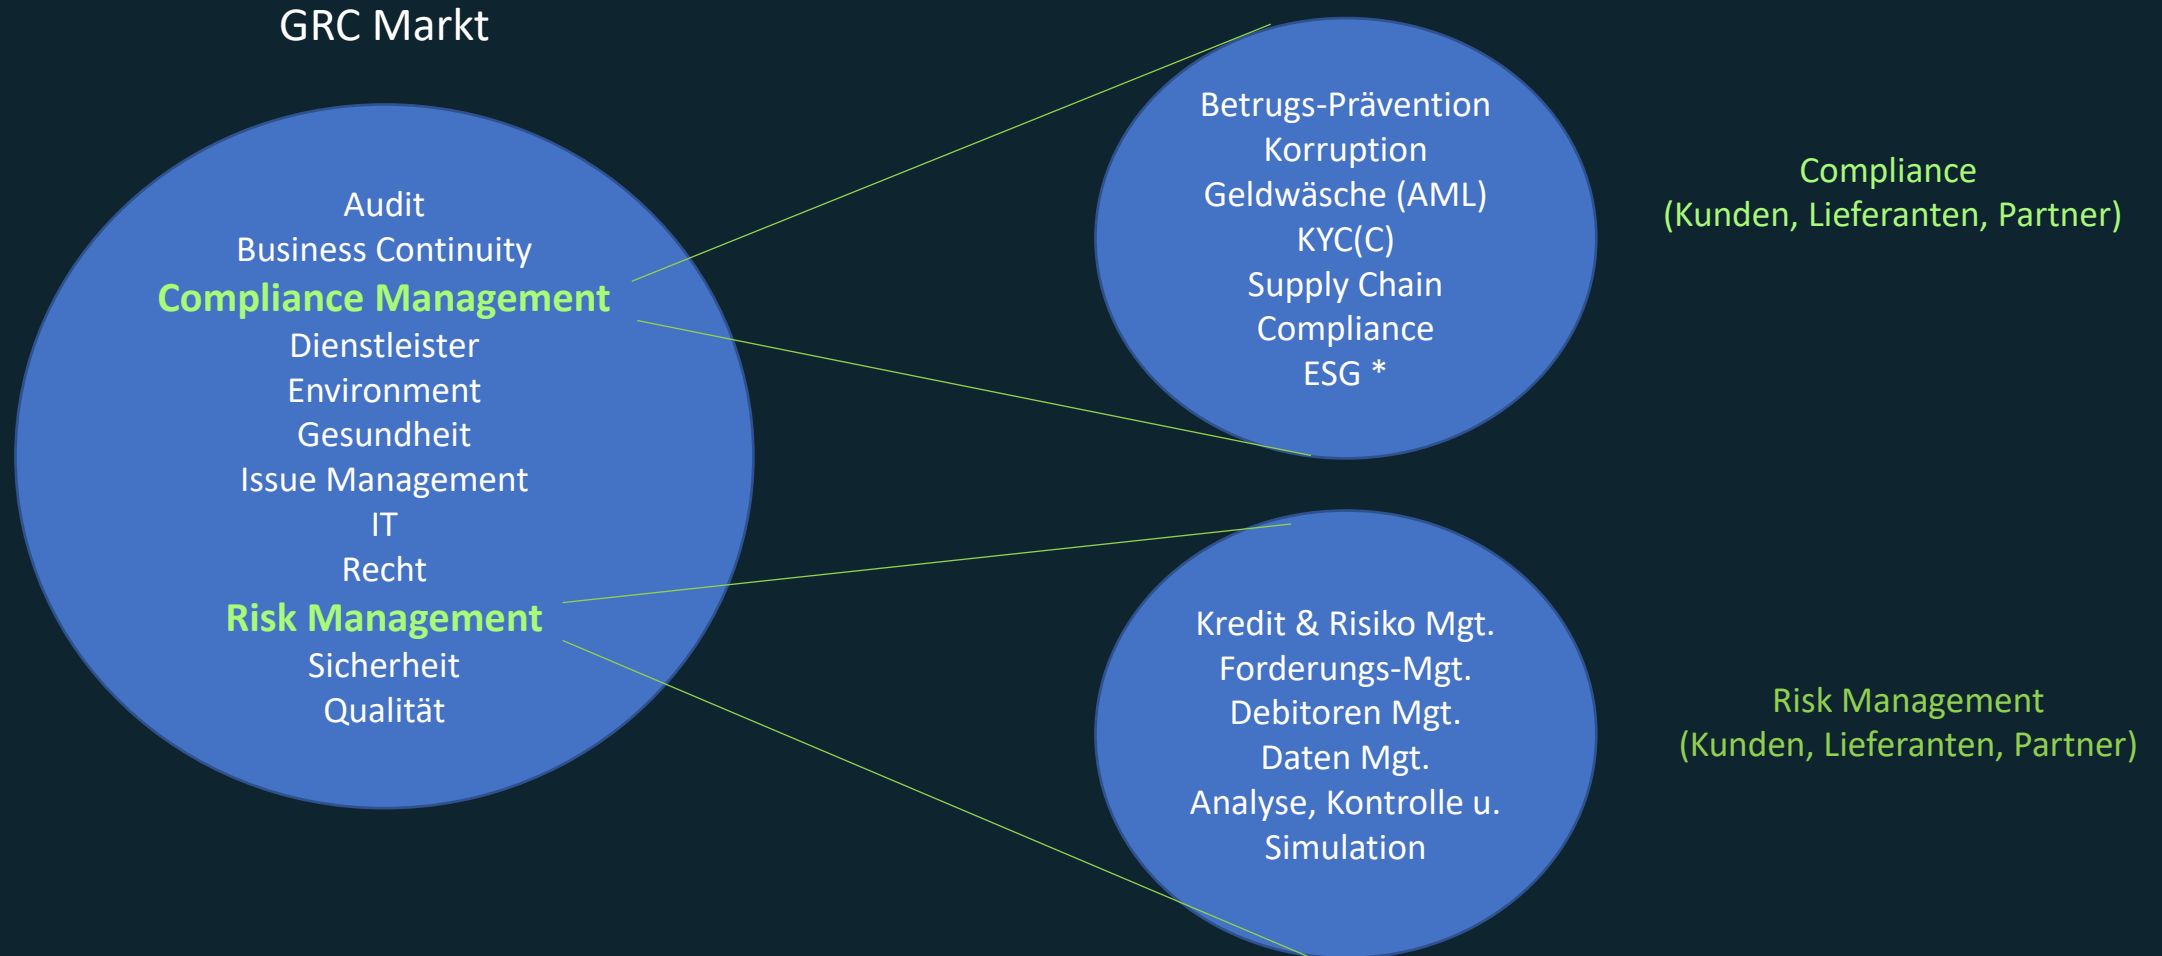 GRC Markt
Audit
Business Continuity
Compliance Management
Dienstleister
Environment
Gesundheit
Issue Management
IT
Recht
Risk Management
Sicherheit
Qualität
Betrugs-Prävention
Korruption
Geldwäsche (AML)
KYC(C)
Supply Chain
Compliance
ESG *
Compliance
(Kunden, Lieferanten, Partner)
Kredit & Risiko Mgt.
Forderungs-Mgt.
Debitoren Mgt.
Daten Mgt.
Analyse, Kontrolle u.
Simulation
Risk Management
(Kunden, Lieferanten, Partner)